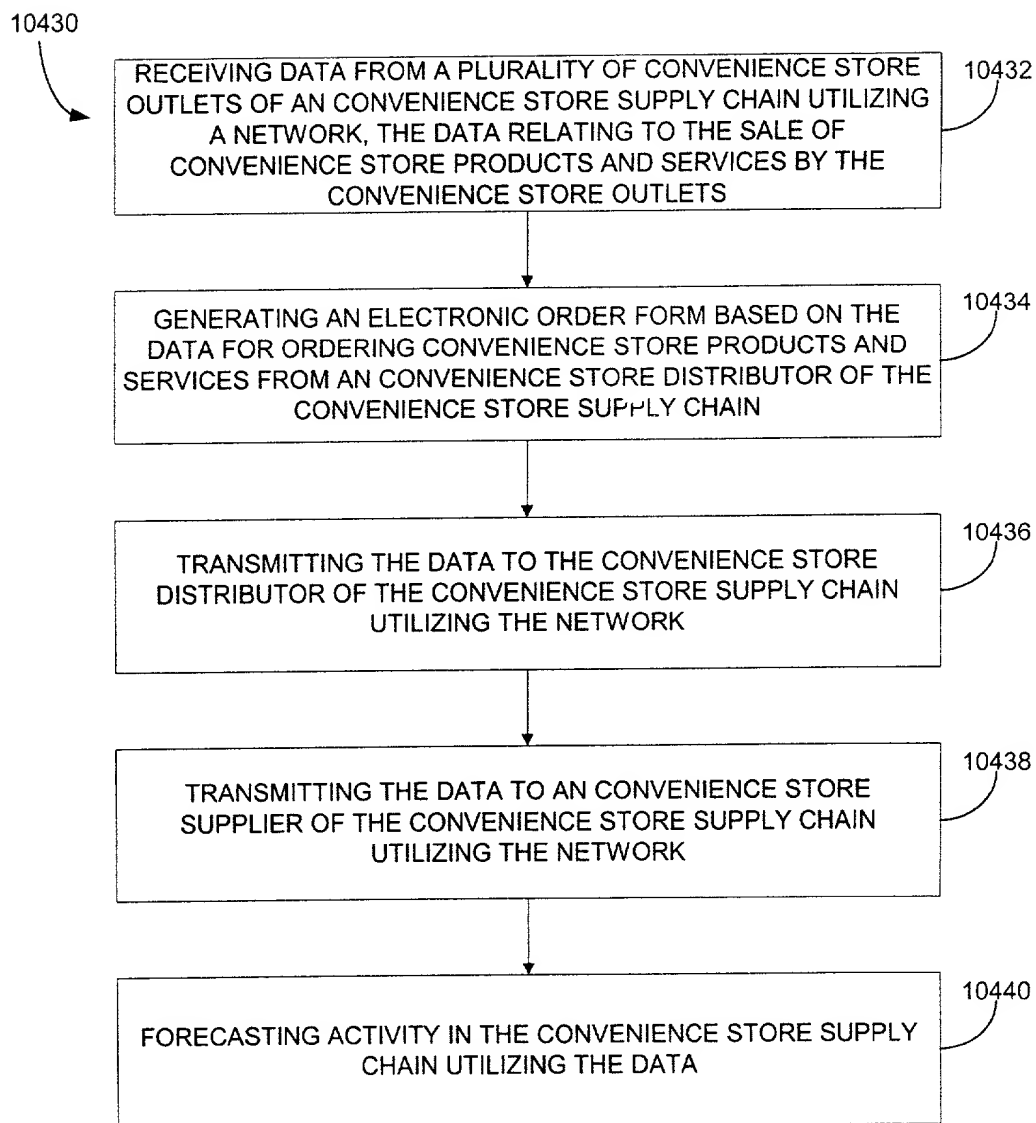 10430
RECEIVING DATA FROM A PLURALITY OF CONVENIENCE STORE
OUTLETS OF AN CONVENIENCE STORE SUPPLY CHAIN UTILIZING
A NETWORK, THE DATA RELATING TO THE SALE OF
CONVENIENCE STORE PRODUCTS AND SERVICES BY THE
CONVENIENCE STORE OUTLETS
10432
GENERATING AN ELECTRONIC ORDER FORM BASED ON THE
DATA FOR ORDERING CONVENIENCE STORE PRODUCTS AND
SERVICES FROM AN CONVENIENCE STORE DISTRIBUTOR OF THE
CONVENIENCE STORE SUPPLY CHAIN
10434
TRANSMITTING THE DATA TO THE CONVENIENCE STORE
DISTRIBUTOR OF THE CONVENIENCE STORE SUPPLY CHAIN
UTILIZING THE NETWORK
10436
TRANSMITTING THE DATA TO AN CONVENIENCE STORE
SUPPLIER OF THE CONVENIENCE STORE SUPPLY CHAIN
UTILIZING THE NETWORK
10438
FORECASTING ACTIVITY IN THE CONVENIENCE STORE SUPPLY
CHAIN UTILIZING THE DATA
10440